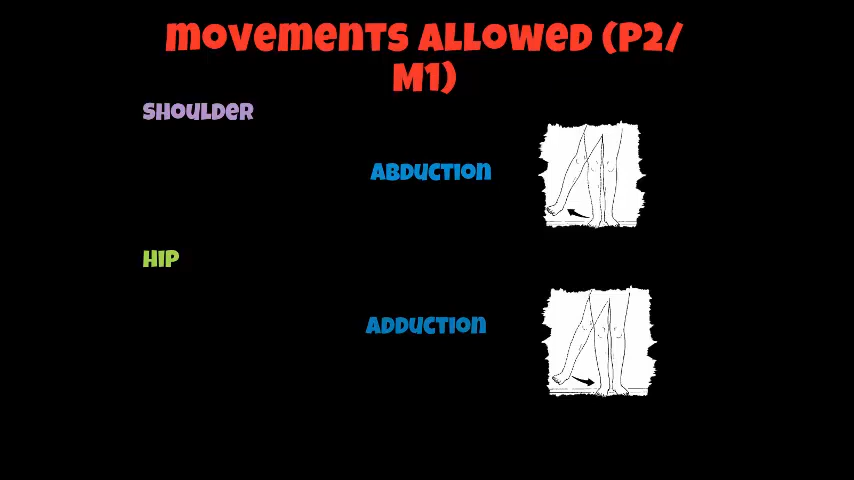 movements allowed (P2/
M1)
Shoulder
Abduction
Hip
Adduction